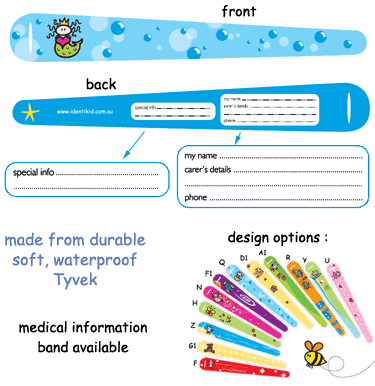 front
back
www.identikid.com.au
special info
my name
carer's details
phone
special info
my name
carer's details
phone
made from durable
soft, waterproof
Tyvek
design options :
medical information
band available
A1
D1
R
Q
Y
U
F1
N
H
Z
G1
F